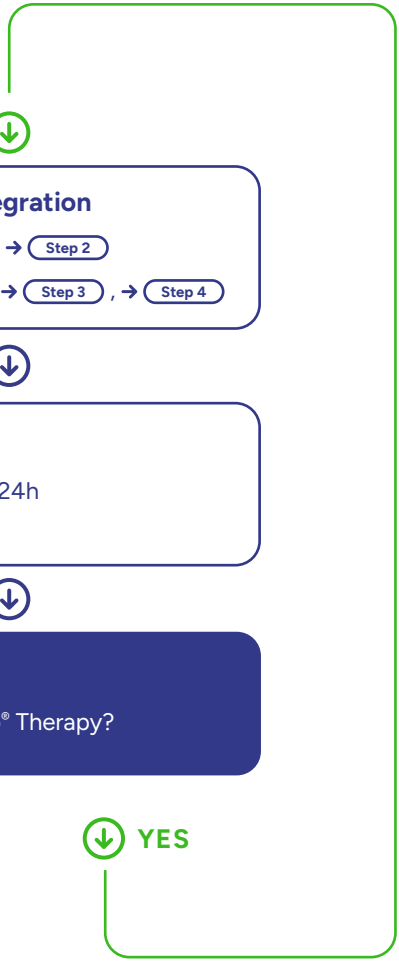 egration
→ Step 2
→ Step 3 , → Step 4
24h
® Therapy?
YES